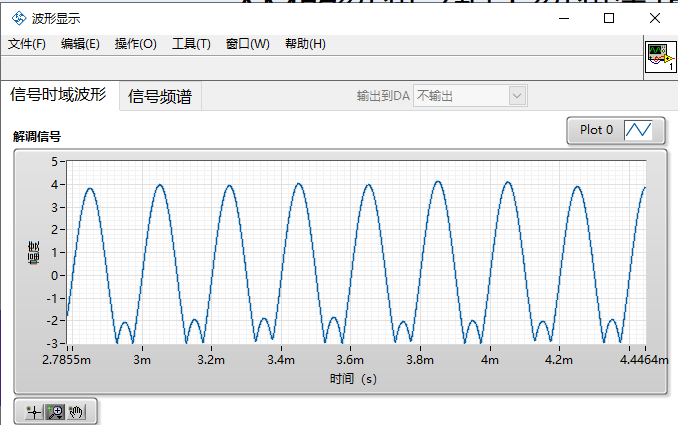 波形显示
文件(F) 编辑(E) 操作(O) 工具(T) 窗口(W) 帮助(H)
1
信号时域波形 信号频谱 输出到DA 不输出
解调信号 Plot 0
5
4
3
2
1
0
-1
-2
-3
幅度
2.7855m 3m 3.2m 3.4m 3.6m 3.8m 4m 4.2m 4.4464m
时间（s）